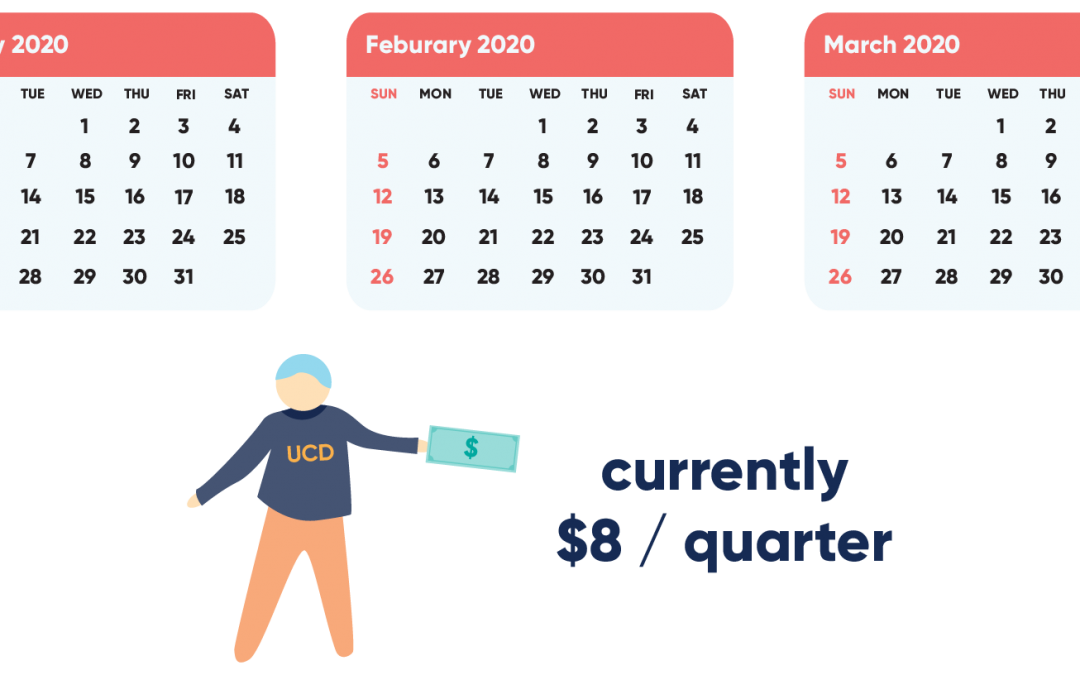 y 2020
TUE WED THU FRI SAT
1 2 3 4
7 8 9 10 11
14 15 16 17 18
21 22 23 24 25
28 29 30 31
Feburary 2020
SUN MON TUE WED THU FRI SAT
1 2 3 4
5 6 7 8 9 10 11
12 13 14 15 16 17 18
19 20 21 22 23 24 25
26 27 28 29 30 31
March 2020
SUN MON TUE WED THU
1 2
5 6 7 8 9
12 13 14 15 16
19 20 21 22 23
26 27 28 29 30
UCD
$
currently
$8 / quarter